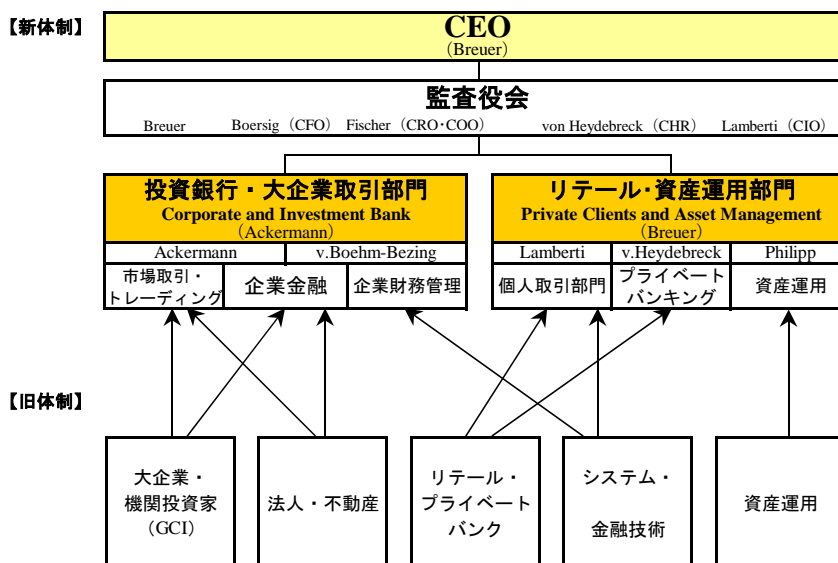 【新体制】
CEO
(Breuer)
監査役会
Breuer Boersig（CFO） Fischer（CRO･COO） von Heydebreck（CHR） Lamberti（CIO）
投資銀行・大企業取引部門
Corporate and Investment Bank
(Ackermann)
Ackermann v.Boehm-Bezing
市場取引・
トレーディング
企業金融
企業財務管理
リテール・資産運用部門
Private Clients and Asset Management
(Breuer)
Lamberti v.Heydebreck Philipp
個人取引部門
プライベート
バンキング
資産運用
【旧体制】
大企業・
機関投資家
(GCI)
法人・不動産
リテール・
プライベート
バンク
システム・
金融技術
資産運用